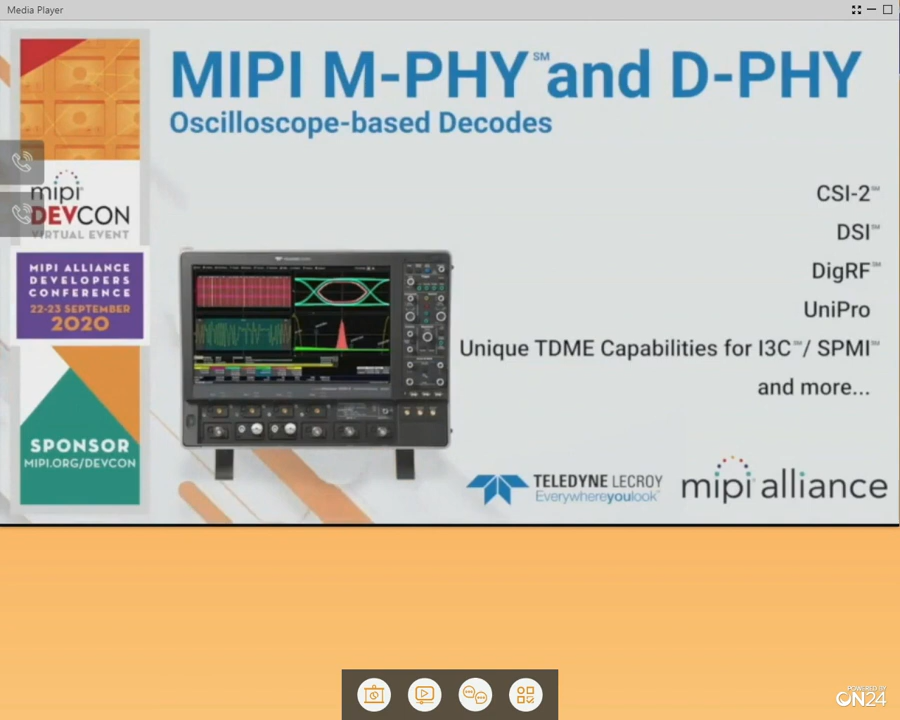 Media Player
MIPI M-PHY℠ and D-PHY
Oscilloscope-based Decodes
mipi
DEVCON
VIRTUAL EVENT
MIPI ALLIANCE
DEVELOPERS
CONFERENCE
22-23 SEPTEMBER
2020
SPONSOR
MIPI.ORG/DEVCON
CSI-2℠
DSI℠
DigRF℠
UniPro
Unique TDME Capabilities for I3C℠/ SPMI℠
and more...
TELEDYNE LECROY
Everywhereyoulook™
mipi alliance
POWERED BY
ON24